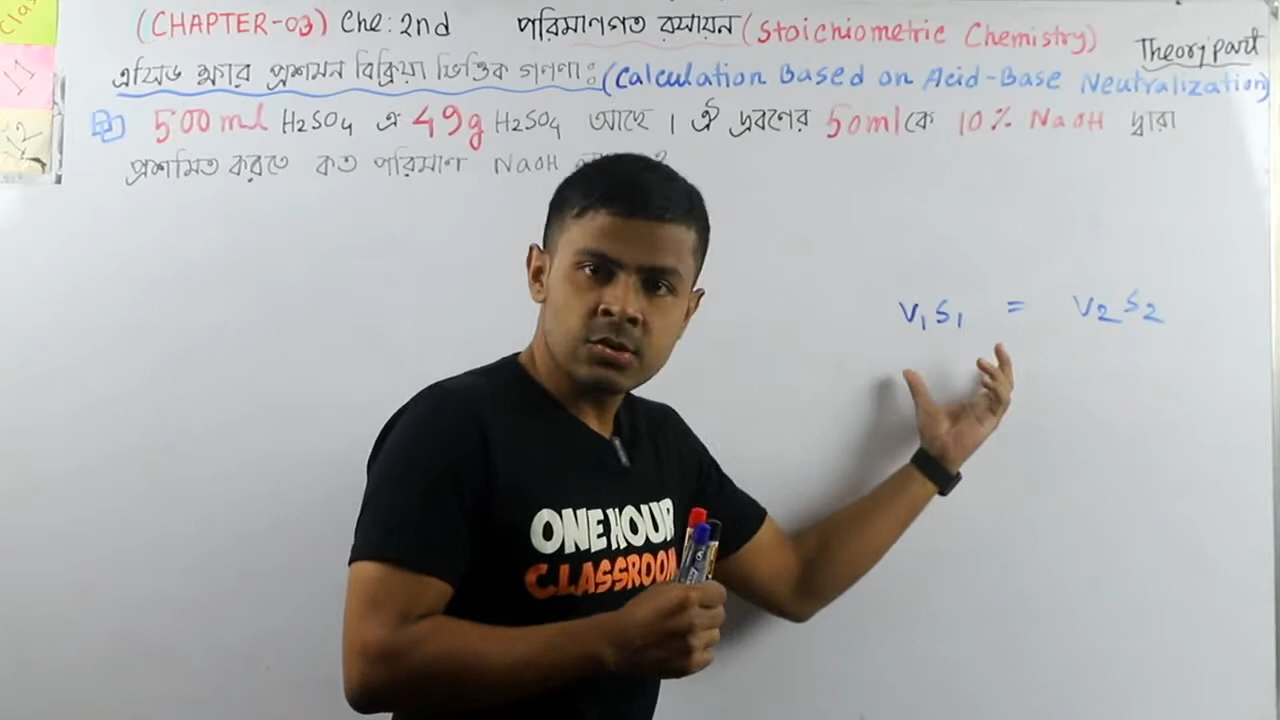 Clas
11
(CHAPTER-03) Che: 2nd পরিমাণগত রসায়ন (Stoichiometric Chemistry)
Theory part
এসিড ক্ষার প্রশমন বিক্রিয়া ভিত্তিক গণনাঃ (Calculation Based on Acid-Base Neutralization)
500 ml H2SO4 এ 49g H2SO4 আছে । ঐ দ্রবণের 50ml কে 10% NaOH দ্বারা
প্রশমিত করতে কত পরিমাণ NaOH ?
V1S1 = V2S2
ONE HOUR
CLASSROOM